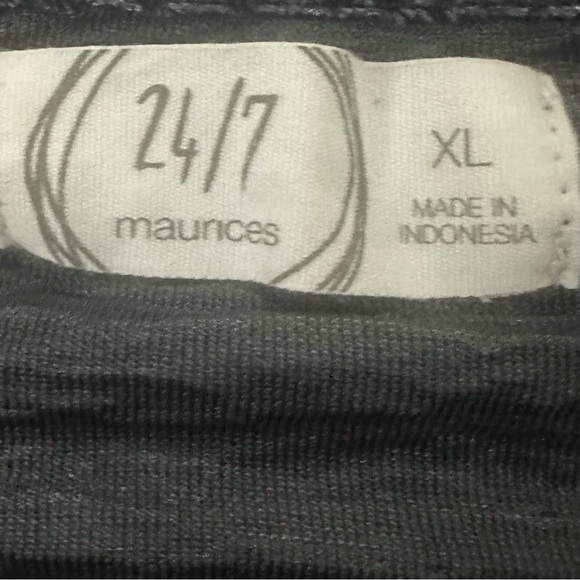 24/7
maurices
XL
MADE IN
INDONESIA